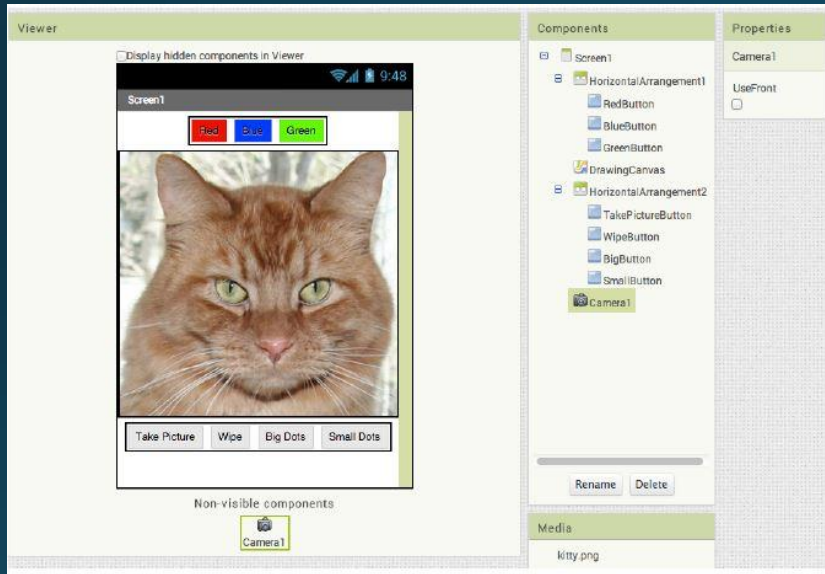 Viewer
Display hidden components in Viewer
9:48
Screen1
Red Blue Green
Take Picture Wipe Big Dots Small Dots
Non-visible components
Camera1
Components
Screen1
HorizontalArrangement1
RedButton
BlueButton
GreenButton
DrawingCanvas
HorizontalArrangement2
TakePictureButton
WipeButton
BigButton
SmallButton
Camera1
Rename Delete
Media
kitty.png
Properties
Camera1
UseFront